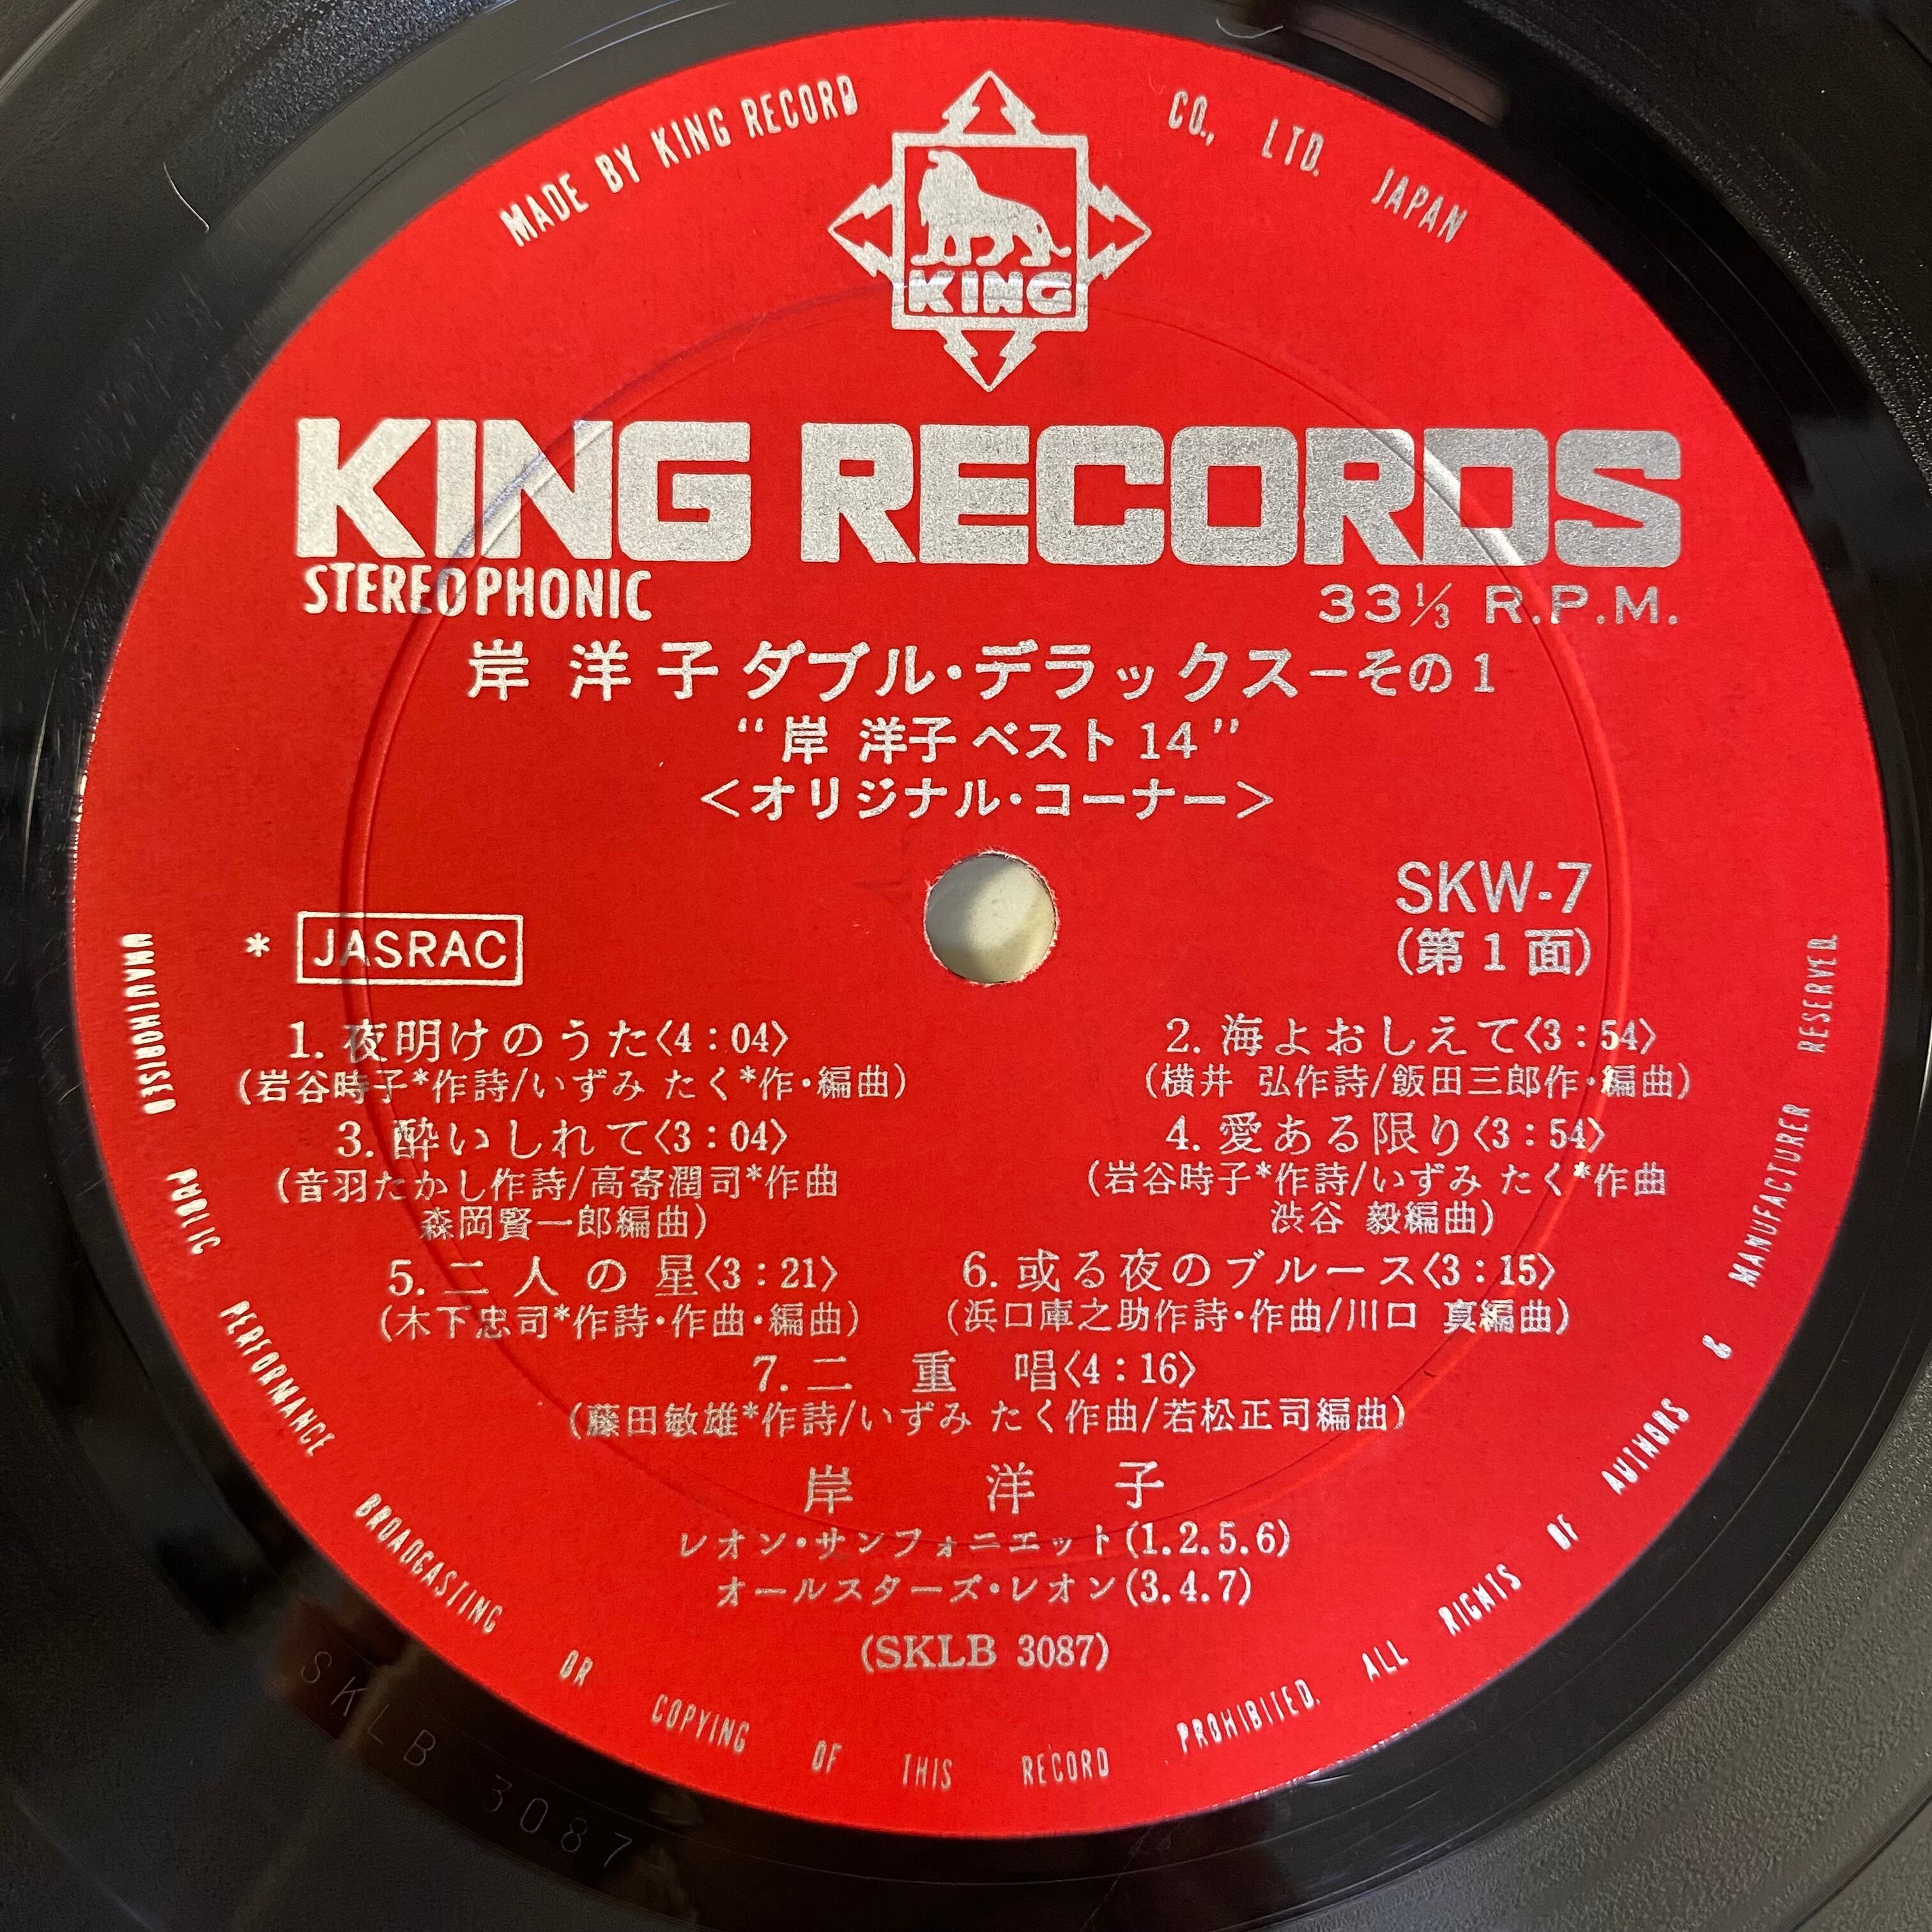 MADE BY KING RECORD CO., LTD. JAPAN
KING
KING RECORDS
STEREOPHONIC
33⅓ R.P.M.
岸 洋 子 ダブル・デラックス－その1
“岸 洋子 ベスト 14”
＜オリジナル・コーナー＞
SKW-7
* JASRAC
(第 1 面)
1. 夜明けのうた〈4：04〉
(岩谷時子*作詩/いずみ たく*作・編曲)
2. 海よおしえて〈3：54〉
(横井 弘作詩/飯田三郎作・編曲)
3. 酔いしれて〈3：04〉
(音羽たかし作詩/高寄潤司*作曲
森岡賢一郎編曲)
4. 愛ある限り〈3：54〉
(岩谷時子*作詩/いずみ たく*作曲
渋谷 毅編曲)
5. 二 人 の 星〈3：21〉
(木下忠司*作詩・作曲・編曲)
6. 或る夜のブルース〈3：15〉
(浜口庫之助作詩・作曲/川口 真編曲)
7. 二 重 唱〈4：16〉
(藤田敏雄*作詩/いずみ たく作曲/若松正司編曲)
岸 洋 子
レオン・サンフォニエット(1.2.5.6)
オールスターズ・レオン(3.4.7)
(SKLB 3087)
UNAUTHORISED PUBLIC PERFORMANCE BROADCASTING OR COPYING OF THIS RECORD PROHIBITED. ALL RIGHTS OF AUTHORS & MANUFACTURER RESERVED.
SKLB 3087